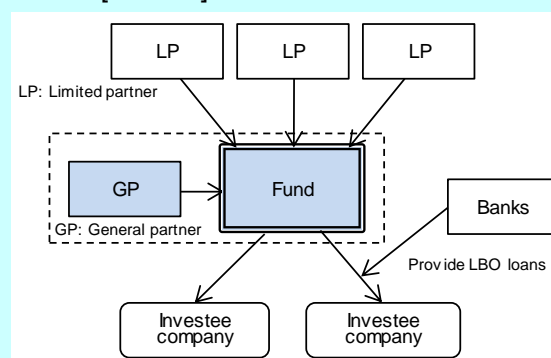 LP
LP
LP
LP: Limited partner
GP
Fund
GP: General partner
Banks
Provide LBO loans
Investee
company
Investee
company